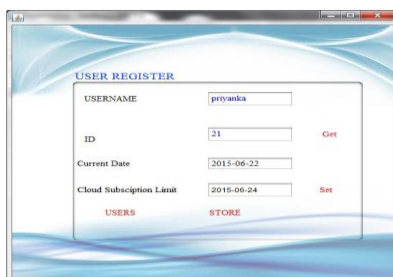 USER REGISTER
USERNAME priyanka
ID 21 Get
Current Date 2015-06-22
Cloud Subsciption Limit 2015-06-24 Set
USERS STORE